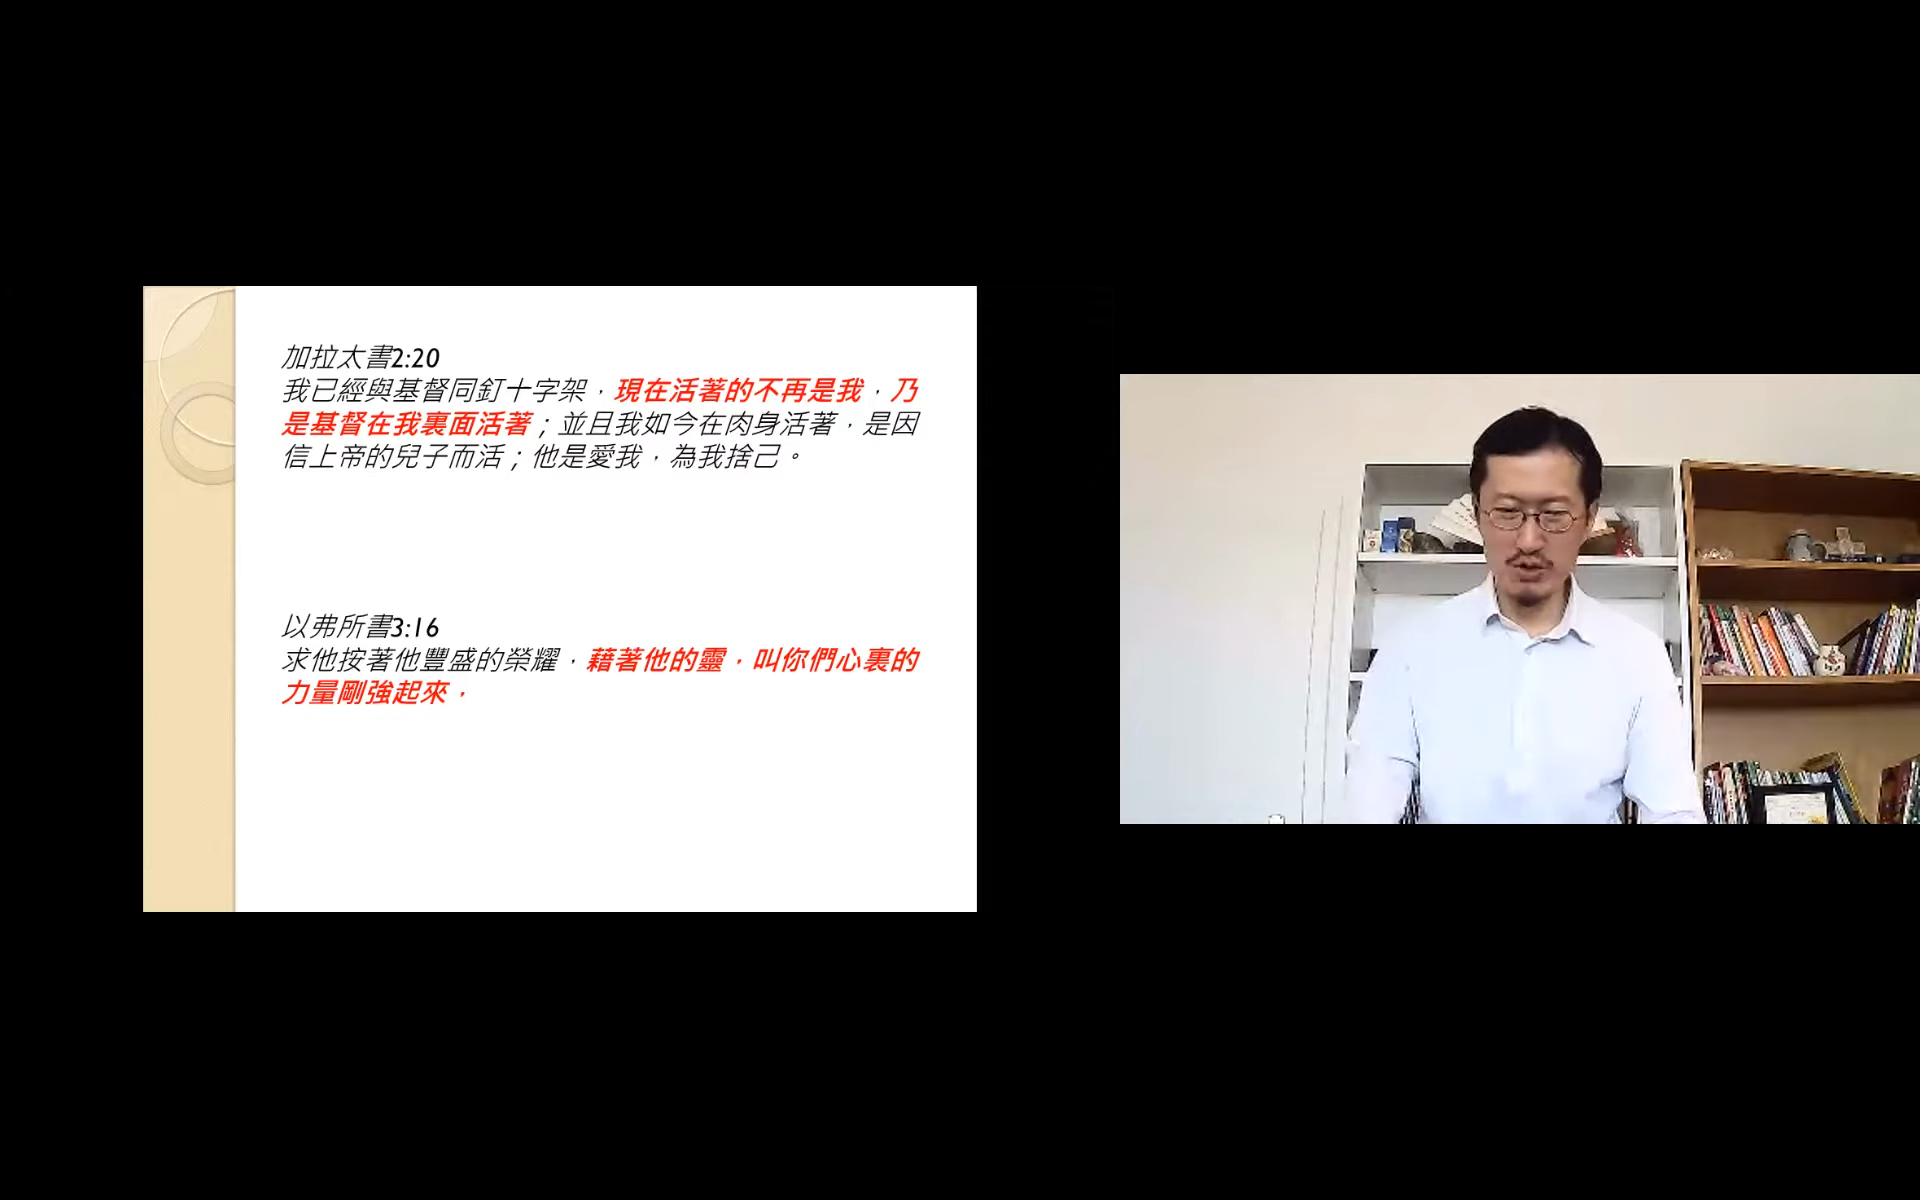 加拉太書2:20
我已經與基督同釘十字架，現在活著的不再是我，乃
是基督在我裏面活著；並且我如今在肉身活著，是因
信上帝的兒子而活；他是愛我，為我捨己。
以弗所書3:16
求他按著他豐盛的榮耀，藉著他的靈，叫你們心裏的
力量剛強起來，